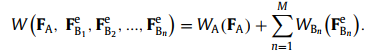 W(F_A, F^e_{B_1}, F^e_{B_2}, ..., F^e_{B_n}) = W_A(F_A) + \sum_{n=1}^{M} W_{B_n}(F^e_{B_n}).